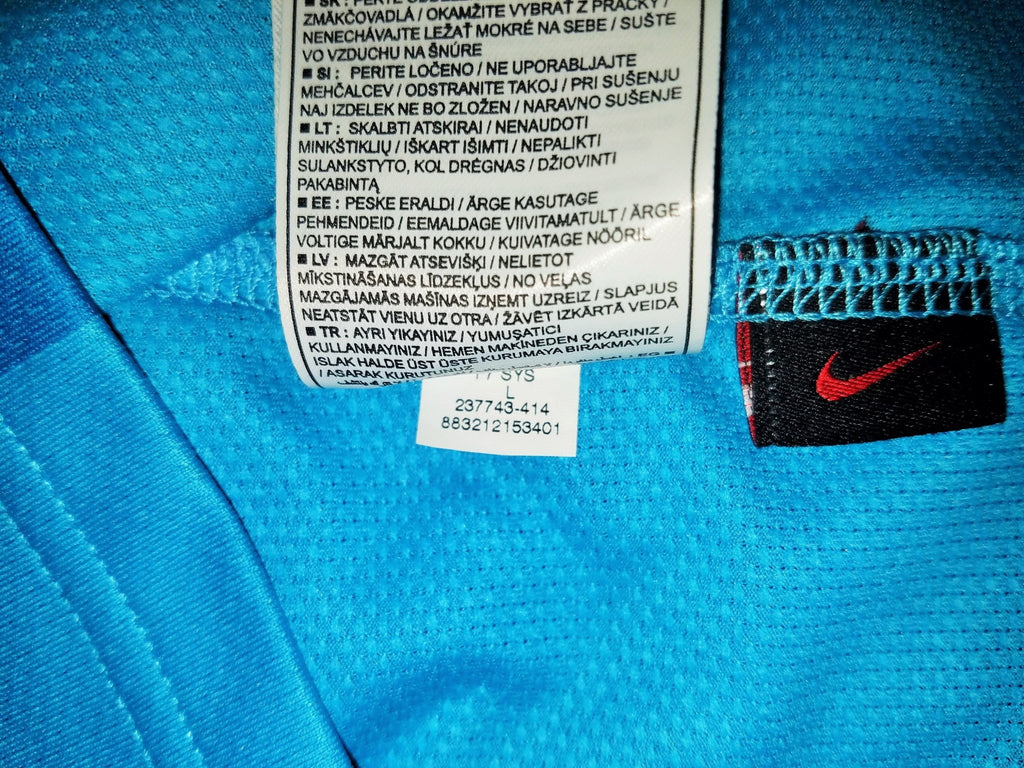 ■ SK: PERTE
ZMÄKČOVADLÁ / OKAMŽITE VYBRAŤ Z PRÁČKY /
NENECHÁVAJTE LEŽAŤ MOKRÉ NA SEBE / SUŠTE
VO VZDUCHU NA ŠNÚRE
■ SI: PERITE LOČENO / NE UPORABLJAJTE
MEHČALCEV / ODSTRANITE TAKOJ / PRI SUŠENJU
NAJ IZDELEK NE BO ZLOŽEN / NARAVNO SUŠENJE
■ LT: SKALBTI ATSKIRAI / NENAUDOTI
MINKŠTIKLIŲ / IŠKART IŠIMTI / NEPALIKTI
SULANKSTYTO, KOL DRĖGNAS / DŽIOVINTI
PAKABINTĄ
■ EE: PESKE ERALDI / ÄRGE KASUTAGE
PEHMENDEID / EEMALDAGE VIIVITAMATULT / ÄRGE
VOLTIGE MÄRJALT KOKKU / KUIVATAGE NÖÖRIL
■ LV: MAZGĀT ATSEVIŠĶI / NELIETOT
MĪKSTINĀŠANAS LĪDZEKĻUS / NO VEĻAS
MAZGĀJAMĀS MAŠĪNAS IZŅEMT UZREIZ / SLAPJUS
NEATSTĀT VIENU UZ OTRA / ŽĀVĒT IZKĀRTĀ VEIDĀ
■ TR: AYRI YIKAYINIZ / YUMUŞATICI
KULLANMAYINIZ / HEMEN MAKİNEDEN ÇIKARINIZ /
ISLAK HALDE ÜST ÜSTE KURUMAYA BIRAKMAYINIZ
/ ASARAK KURUTUNUZ
SYS
L
237743-414
883212153401